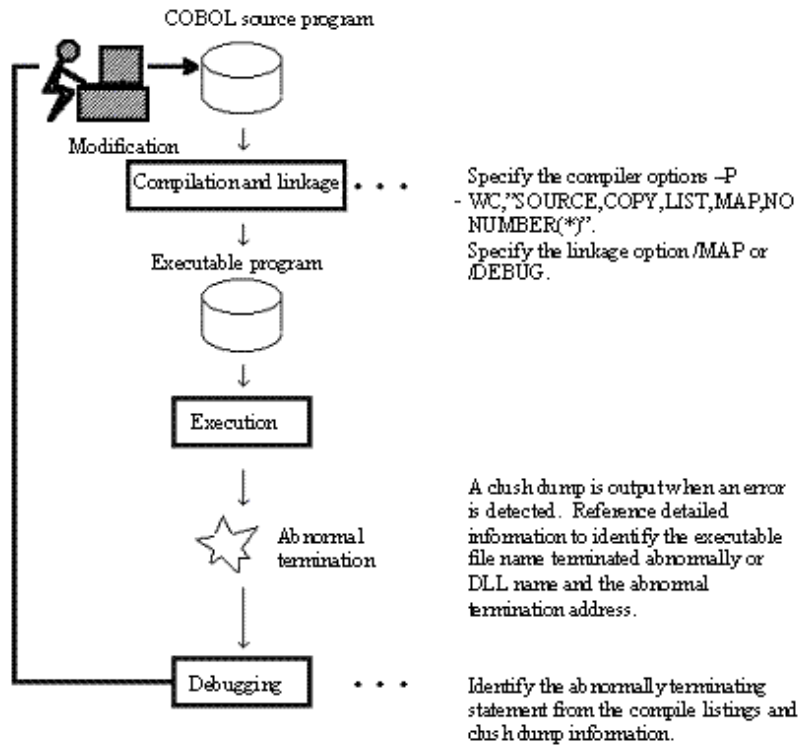 COBOL source program
Modification
Compilation and linkage
Specify the compiler options –P
- WC,”SOURCE,COPY,LIST,MAP,NO
NUMBER(*)”.
Specify the linkage option /MAP or
/DEBUG.
Executable program
Execution
Abnormal
termination
A clush dump is output when an error
is detected. Reference detailed
information to identify the executable
file name terminated abnormally or
DLL name and the abnormal
termination address.
Debugging
Identify the abnormally terminating
statement from the compile listings and
clush dump information.